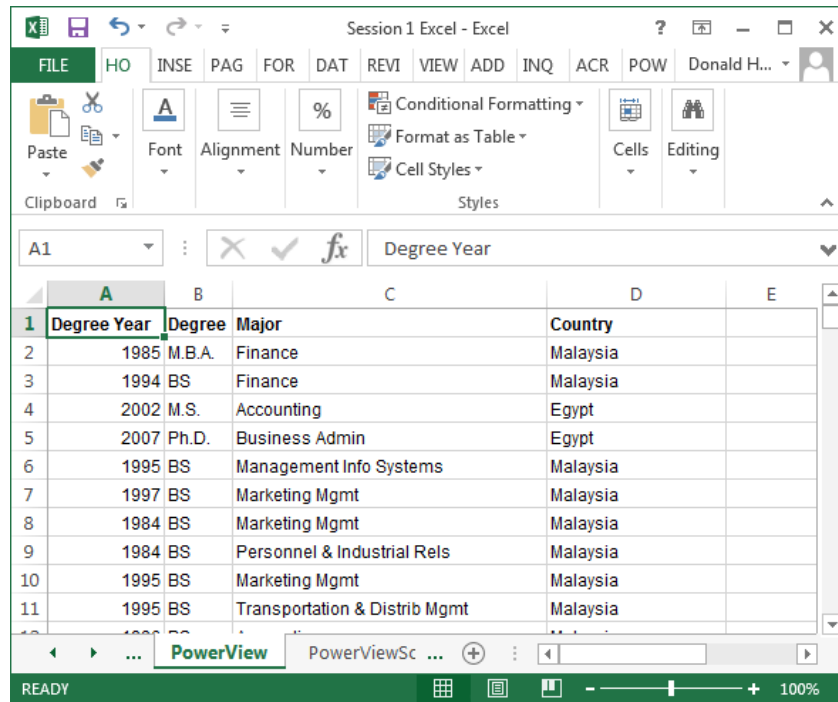 Session 1 Excel - Excel
FILE HO INSE PAG FOR DAT REVI VIEW ADD INQ ACR POW Donald H...
Paste
Font
Alignment
%
Number
Conditional Formatting
Format as Table
Cell Styles
Cells
Editing
Clipboard
Styles
A1 fx Degree Year
A B C D E
1 Degree Year Degree Major Country
2 1985 M.B.A. Finance Malaysia
3 1994 BS Finance Malaysia
4 2002 M.S. Accounting Egypt
5 2007 Ph.D. Business Admin Egypt
6 1995 BS Management Info Systems Malaysia
7 1997 BS Marketing Mgmt Malaysia
8 1984 BS Marketing Mgmt Malaysia
9 1984 BS Personnel & Industrial Rels Malaysia
10 1995 BS Marketing Mgmt Malaysia
11 1995 BS Transportation & Distrib Mgmt Malaysia
... PowerView PowerViewSc ...
READY 100%